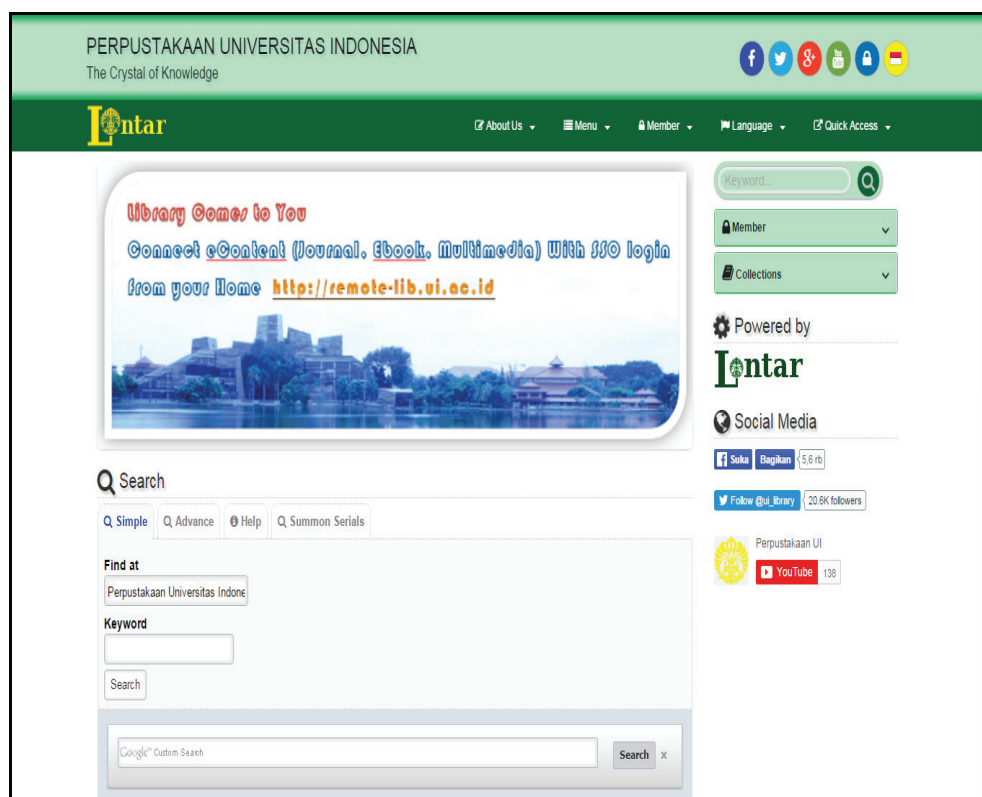 PERPUSTAKAAN UNIVERSITAS INDONESIA
The Crystal of Knowledge
Lontar
About Us
Menu
Member
Language
Quick Access
Library Comes to You
Connect eContent (Journal, Ebook, Multimedia) With SSO login
from your Home http://remote-lib.ui.ac.id
Keyword...
Member
Collections
Powered by
Lontar
Social Media
Suka Bagikan 5,6 rb
Follow @ui_library 20.6K followers
Perpustakaan UI
YouTube 138
Search
Simple
Advance
Help
Summon Serials
Find at
Perpustakaan Universitas Indone
Keyword
Search
Google™ Custom Search
Search x